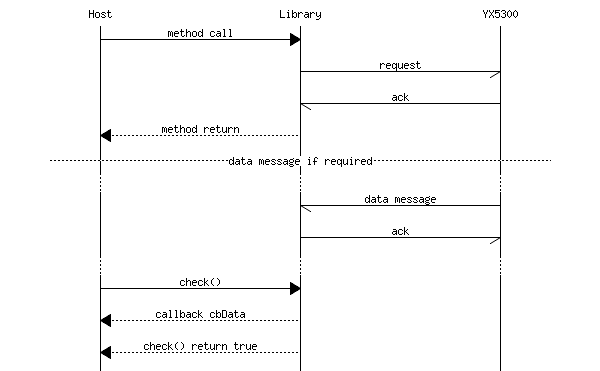 Host Library YX5300
method call
request
ack
method return
data message if required
data message
ack
check()
callback cbData
check() return true